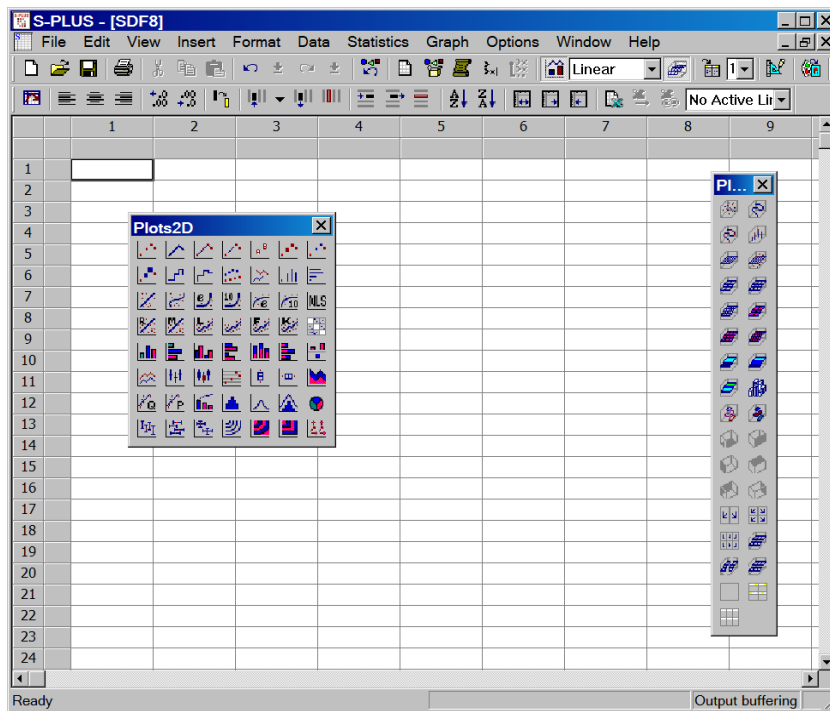 S-PLUS - [SDF8]
File Edit View Insert Format Data Statistics Graph Options Window Help
Linear 1
No Active Lir
1 2 3 4 5 6 7 8 9
1
2
Pl...
3
Plots2D
4
5
6
7
NLS
8
9
10
11
12
13
14
15
16
17
18
19
20
21
22
23
24
Ready Output buffering